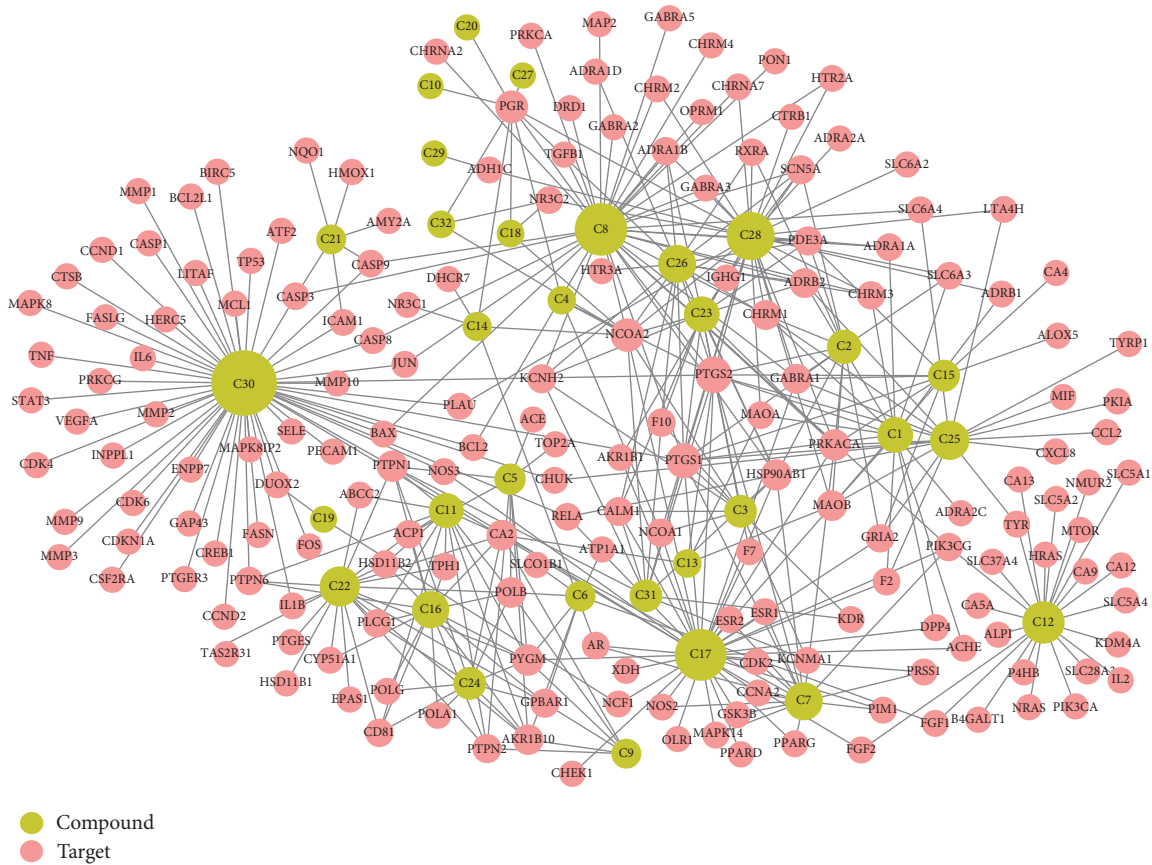 C20
GABRA5
MAP2
PRKCA
CHRNA2
CHRM4
PON1
C27
ADRA1D
HTR2A
C10
CHRM2
CHRNA7
PGR
DRD1
OPRM1
CTRB1
GABRA2
ADRA2A
C29
TGFB1
ADRA1B
RXRA
NQO1
SLC6A2
ADH1C
SCN5A
HMOX1
BIRC5
GABRA3
MMP1
BCL2L1
NR3C2
SLC6A4
LTA4H
AMY2A
C32
C18
C8
C28
ATF2
C21
PDE3A
CASP1
CCND1
ADRA1A
TP53
CASP9
C26
HTR3A
CTSB
LITAF
DHCR7
IGHG1
ADRB2
SLC6A3
CA4
CASP3
CHRM3
ADRB1
MAPK8
MCL1
NR3C1
C4
FASLG
HERC5
ICAM1
C14
C23
CHRM1
NCOA2
CASP8
C2
ALOX5
TYRP1
TNF
IL6
JUN
PRKCG
C30
MMP10
KCNH2
PTGS2
GABRA1
C15
STAT3
MIF
PKIA
VEGFA
MMP2
PLAU
ACE
F10
MAOA
SELE
BAX
C1
C25
CCL2
MAPK8IP2
PECAM1
BCL2
TOP2A
PRKACA
CXCL8
INPPL1
CDK4
ENPP7
PTPN1
NOS3
AKR1B1
PTGS1
HSP90AB1
CHUK
C5
DUOX2
ABCC2
CA13
NMUR2
SLC5A1
CDK6
SLC5A2
MAOB
MMP9
GAP43
C19
C11
RELA
CALM1
C3
ADRA2C
TYR
MTOR
CDKN1A
FASN
ACP1
CA2
NCOA1
GRIA2
MMP3
CREB1
FOS
ATP1A1
F7
PIK3CG
HRAS
CSF2RA
PTGER3
PTPN6
HSD11B2
TPH1
SLCO1B1
C13
SLC37A4
CA9
CA12
F2
C22
POLB
C6
C31
CCND2
IL1B
C16
CA5A
SLC5A4
PLCG1
ESR2
ESR1
KDR
C12
DPP4
ALPI
TAS2R31
PTGES
AR
ACHE
KDM4A
CYP51A1
PYGM
C17
CDK2
KCNMA1
XDH
PRSS1
P4HB
HSD11B1
C24
IL2
POLG
EPAS1
GPBAR1
NCF1
CCNA2
C7
NOS2
PIM1
NRAS
PIK3CA
POLA1
GSK3B
FGF1
B4GALT1
CD81
AKR1B10
OLR1
MAPK14
PTPN2
C9
PPARD
PPARG
FGF2
CHEK1
Compound
Target